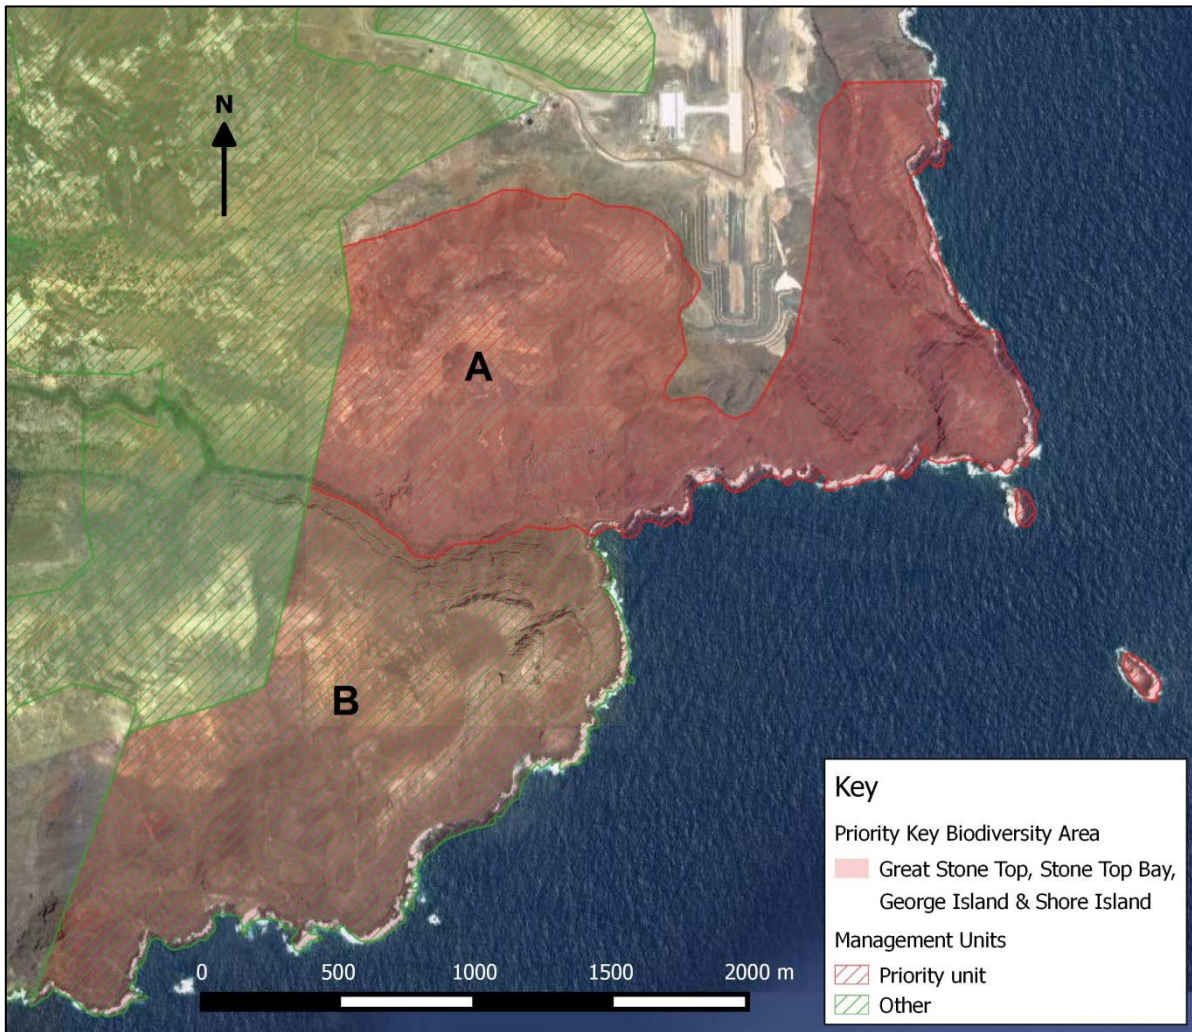 N
A
B
Key
Priority Key Biodiversity Area
Great Stone Top, Stone Top Bay,
George Island & Shore Island
Management Units
Priority unit
Other
0 500 1000 1500 2000 m